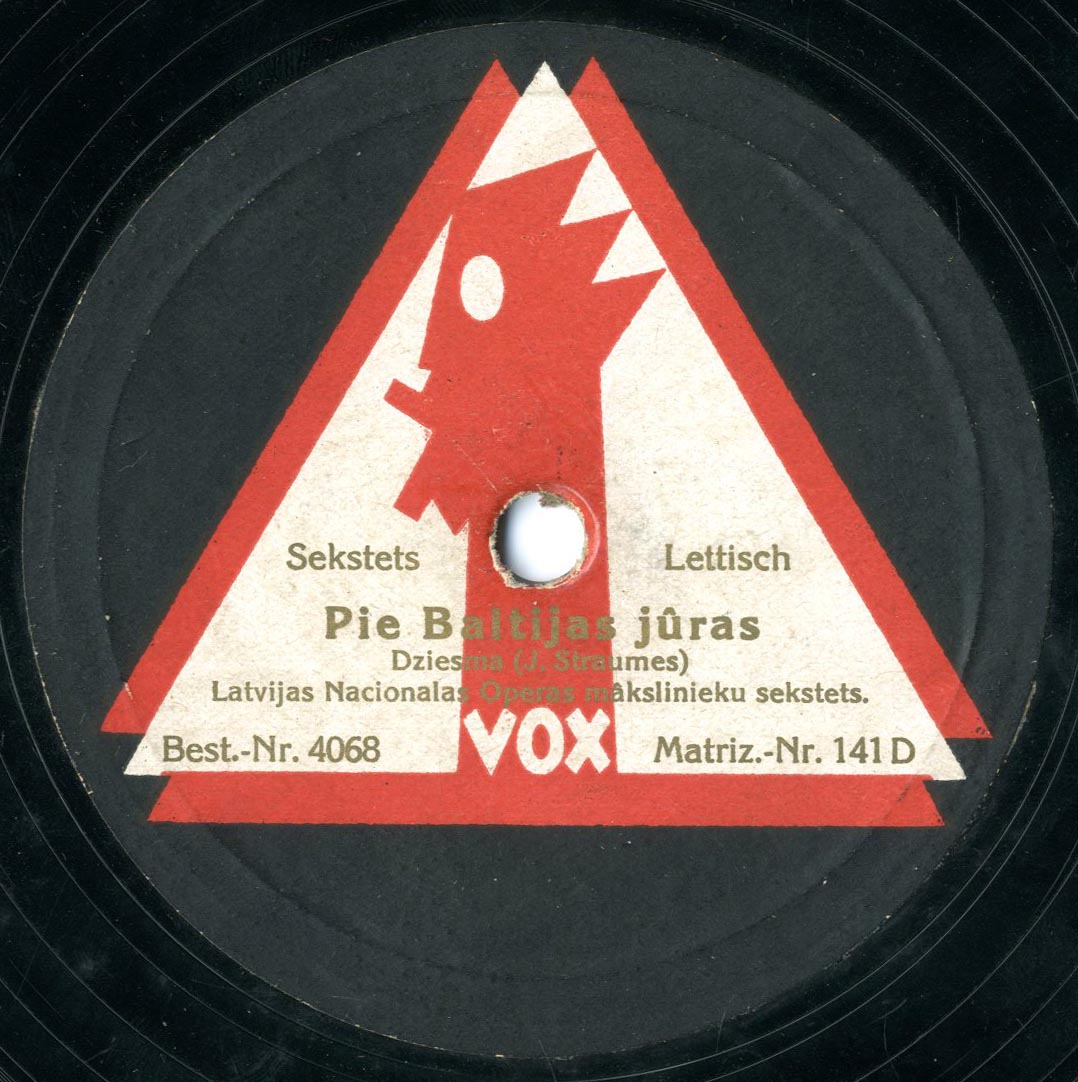 Sekstets Lettisch
Pie Baltijas jûras
Dziesma (J. Straumes)
Latvijas Nacionalas Operas mâkslinieku sekstets.
VOX
Best.-Nr. 4068 Matriz.-Nr. 141 D